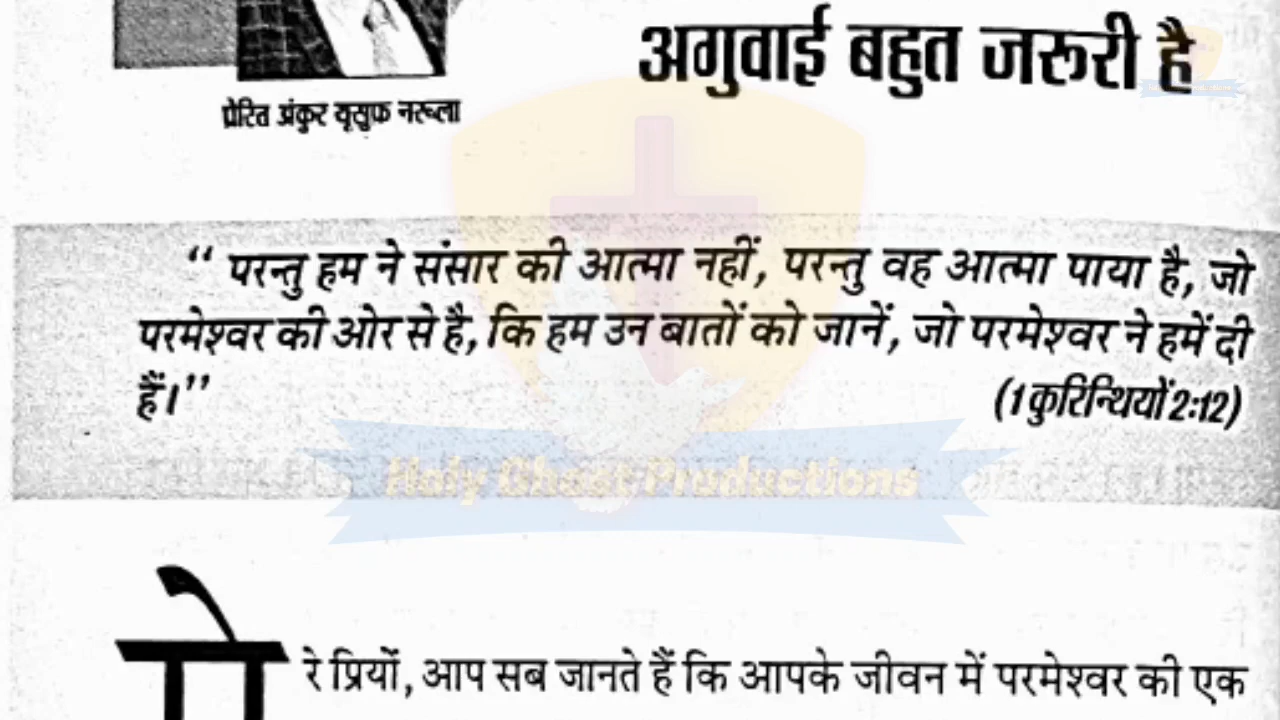 अगुवाई बहुत जरूरी है
प्रेरित अंकुर यूसुफ नरूला
“ परन्तु हम ने संसार की आत्मा नहीं, परन्तु वह आत्मा पाया है, जो
परमेश्वर की ओर से है, कि हम उन बातों को जानें, जो परमेश्वर ने हमें दी
हैं।”
(1 कुरिन्थियों 2:12)
Holy Ghost Productions
रे प्रियों, आप सब जानते हैं कि आपके जीवन में परमेश्वर की एक